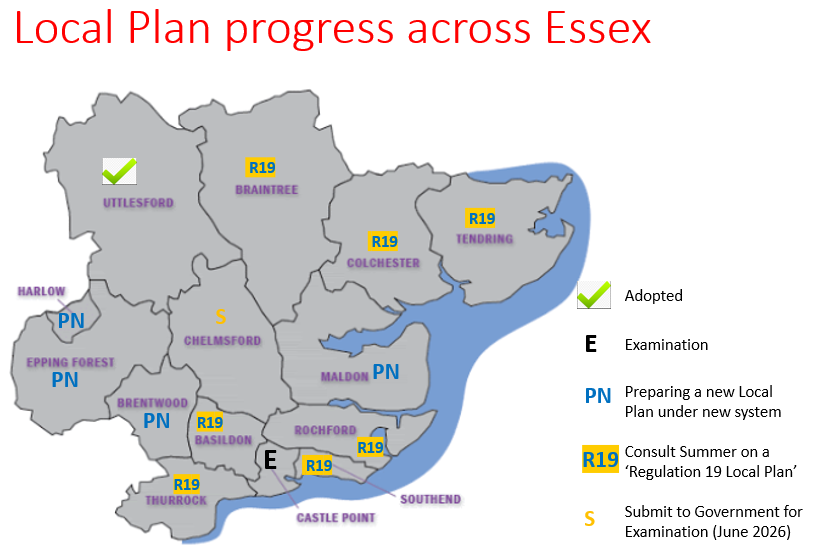 Local Plan progress across Essex
R19
BRAINTREE
UTTLESFORD
R19
TENDRING
R19
COLCHESTER
HARLOW
PN
S
CHELMSFORD
EPPING FOREST
PN
MALDON PN
BRENTWOOD
PN
R19
BASILDON
ROCHFORD
R19
E
R19
R19
THURROCK
SOUTHEND
CASTLE POINT
Adopted
E Examination
PN Preparing a new Local
Plan under new system
R19 Consult Summer on a
‘Regulation 19 Local Plan’
S Submit to Government for
Examination (June 2026)